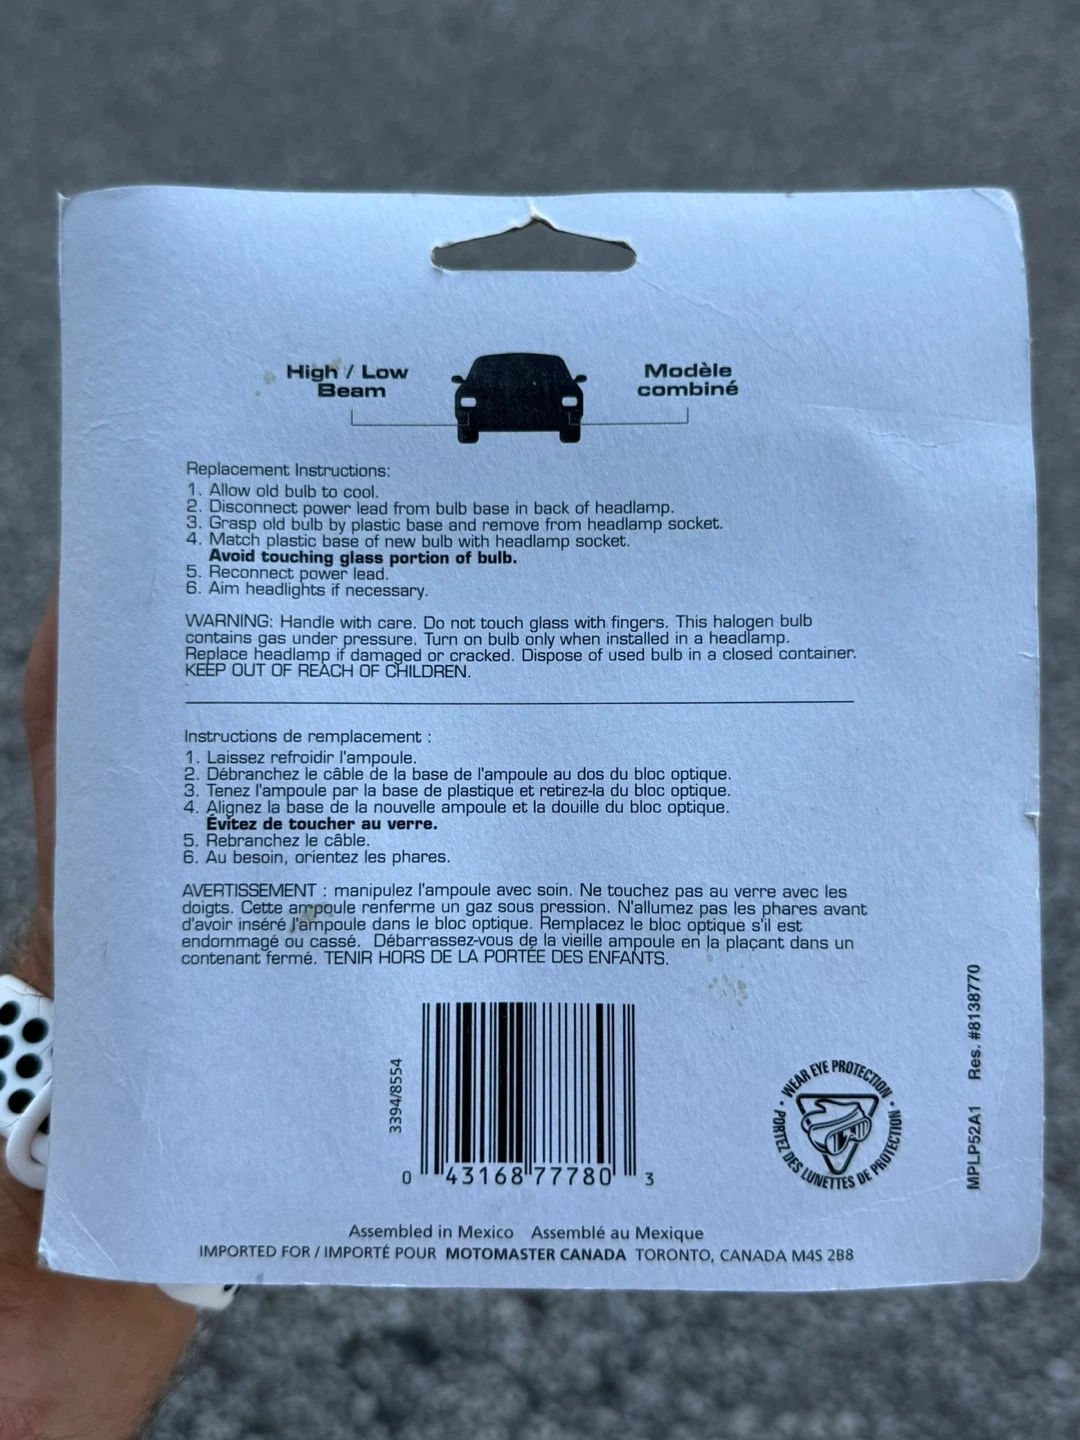 High / Low
Beam
Modèle
combiné
Replacement Instructions:
1. Allow old bulb to cool.
2. Disconnect power lead from bulb base in back of headlamp.
3. Grasp old bulb by plastic base and remove from headlamp socket.
4. Match plastic base of new bulb with headlamp socket.
Avoid touching glass portion of bulb.
5. Reconnect power lead.
6. Aim headlights if necessary.
WARNING: Handle with care. Do not touch glass with fingers. This halogen bulb
contains gas under pressure. Turn on bulb only when installed in a headlamp.
Replace headlamp if damaged or cracked. Dispose of used bulb in a closed container.
KEEP OUT OF REACH OF CHILDREN.
Instructions de remplacement :
1. Laissez refroidir l'ampoule.
2. Débranchez le câble de la base de l'ampoule au dos du bloc optique.
3. Tenez l'ampoule par la base de plastique et retirez-la du bloc optique.
4. Alignez la base de la nouvelle ampoule et la douille du bloc optique.
Évitez de toucher au verre.
5. Rebranchez le câble.
6. Au besoin, orientez les phares.
AVERTISSEMENT : manipulez l'ampoule avec soin. Ne touchez pas au verre avec les
doigts. Cette ampoule renferme un gaz sous pression. N'allumez pas les phares avant
d'avoir inséré l'ampoule dans le bloc optique. Remplacez le bloc optique s'il est
endommagé ou cassé. Débarrassez-vous de la vieille ampoule en la plaçant dans un
contenant fermé. TENIR HORS DE LA PORTÉE DES ENFANTS.
3394/8554
0 43168 77780 3
• WEAR EYE PROTECTION •
PORTEZ DES LUNETTES DE PROTECTION
MPLP52A1 Res. #8138770
Assembled in Mexico Assemblé au Mexique
IMPORTED FOR / IMPORTÉ POUR MOTOMASTER CANADA TORONTO, CANADA M4S 2B8